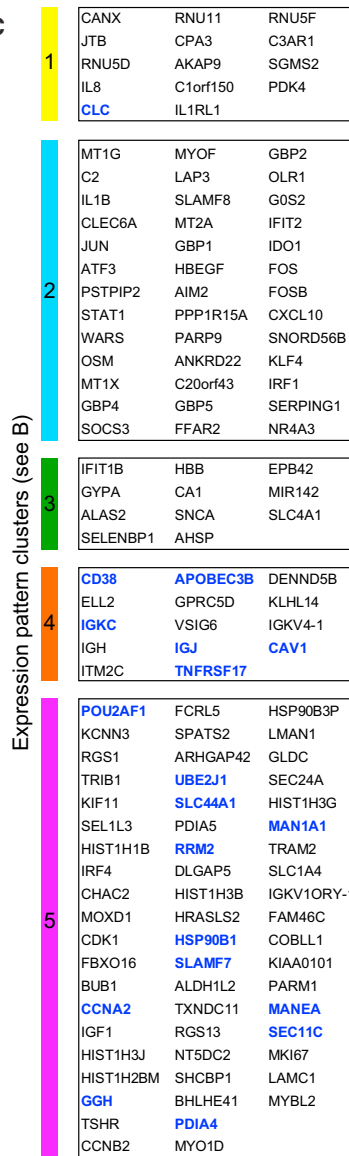 C
Expression pattern clusters (see B)
1
CANX RNU11 RNU5F
JTB CPA3 C3AR1
RNU5D AKAP9 SGMS2
IL8 C1orf150 PDK4
CLC IL1RL1
2
MT1G MYOF GBP2
C2 LAP3 OLR1
IL1B SLAMF8 G0S2
CLEC6A MT2A IFIT2
JUN GBP1 IDO1
ATF3 HBEGF FOS
PSTPIP2 AIM2 FOSB
STAT1 PPP1R15A CXCL10
WARS PARP9 SNORD56B
OSM ANKRD22 KLF4
MT1X C20orf43 IRF1
GBP4 GBP5 SERPING1
SOCS3 FFAR2 NR4A3
3
IFIT1B HBB EPB42
GYPA CA1 MIR142
ALAS2 SNCA SLC4A1
SELENBP1 AHSP
4
CD38 APOBEC3B DENND5B
ELL2 GPRC5D KLHL14
IGKC VSIG6 IGKV4-1
IGH IGJ CAV1
ITM2C TNFRSF17
5
POU2AF1 FCRL5 HSP90B3P
KCNN3 SPATS2 LMAN1
RGS1 ARHGAP42 GLDC
TRIB1 UBE2J1 SEC24A
KIF11 SLC44A1 HIST1H3G
SEL1L3 PDIA5 MAN1A1
HIST1H1B RRM2 TRAM2
IRF4 DLGAP5 SLC1A4
CHAC2 HIST1H3B IGKV1ORY-1
MOXD1 HRASLS2 FAM46C
CDK1 HSP90B1 COBLL1
FBXO16 SLAMF7 KIAA0101
BUB1 ALDH1L2 PARM1
CCNA2 TXNDC11 MANEA
IGF1 RGS13 SEC11C
HIST1H3J NT5DC2 MKI67
HIST1H2BM SHCBP1 LAMC1
GGH BHLHE41 MYBL2
TSHR PDIA4
CCNB2 MYO1D